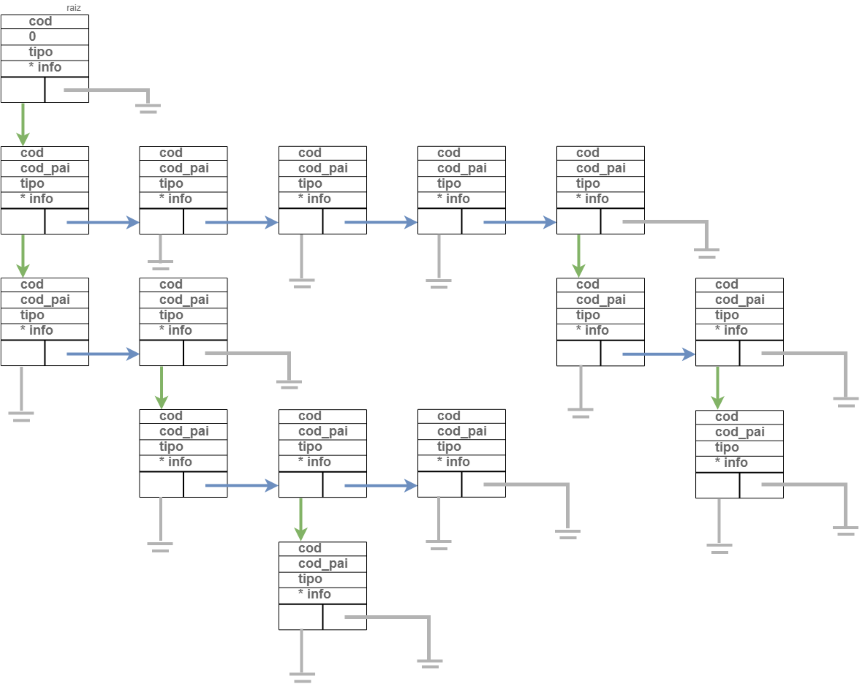 raiz
cod
0
tipo
* info
cod
cod_pai
tipo
* info
cod
cod_pai
tipo
* info
cod
cod_pai
tipo
* info
cod
cod_pai
tipo
* info
cod
cod_pai
tipo
* info
cod
cod_pai
tipo
* info
cod
cod_pai
tipo
* info
cod
cod_pai
tipo
* info
cod
cod_pai
tipo
* info
cod
cod_pai
tipo
* info
cod
cod_pai
tipo
* info
cod
cod_pai
tipo
* info
cod
cod_pai
tipo
* info
cod
cod_pai
tipo
* info